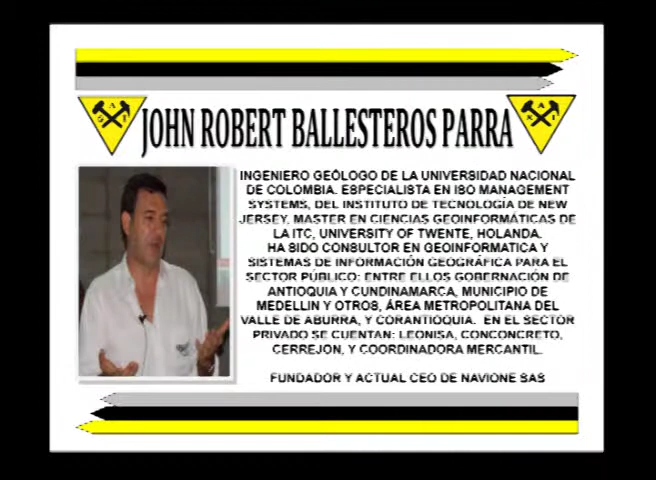 JOHN ROBERT BALLESTEROS PARRA
INGENIERO GEÓLOGO DE LA UNIVERSIDAD NACIONAL
DE COLOMBIA. ESPECIALISTA EN ISO MANAGEMENT
SYSTEMS, DEL INSTITUTO DE TECNOLOGÍA DE NEW
JERSEY, MASTER EN CIENCIAS GEOINFORMÁTICAS DE
LA ITC, UNIVERSITY OF TWENTE, HOLANDA.
HA SIDO CONSULTOR EN GEOINFORMATICA Y
SISTEMAS DE INFORMACIÓN GEOGRÁFICA PARA EL
SECTOR PÚBLICO: ENTRE ELLOS GOBERNACIÓN DE
ANTIOQUIA Y CUNDINAMARCA, MUNICIPIO DE
MEDELLIN Y OTROS, ÁREA METROPOLITANA DEL
VALLE DE ABURRA, Y CORANTIOQUIA. EN EL SECTOR
PRIVADO SE CUENTAN: LEONISA, CONCONCRETO,
CERREJON, Y COORDINADORA MERCANTIL.
FUNDADOR Y ACTUAL CEO DE NAVIONE SAS